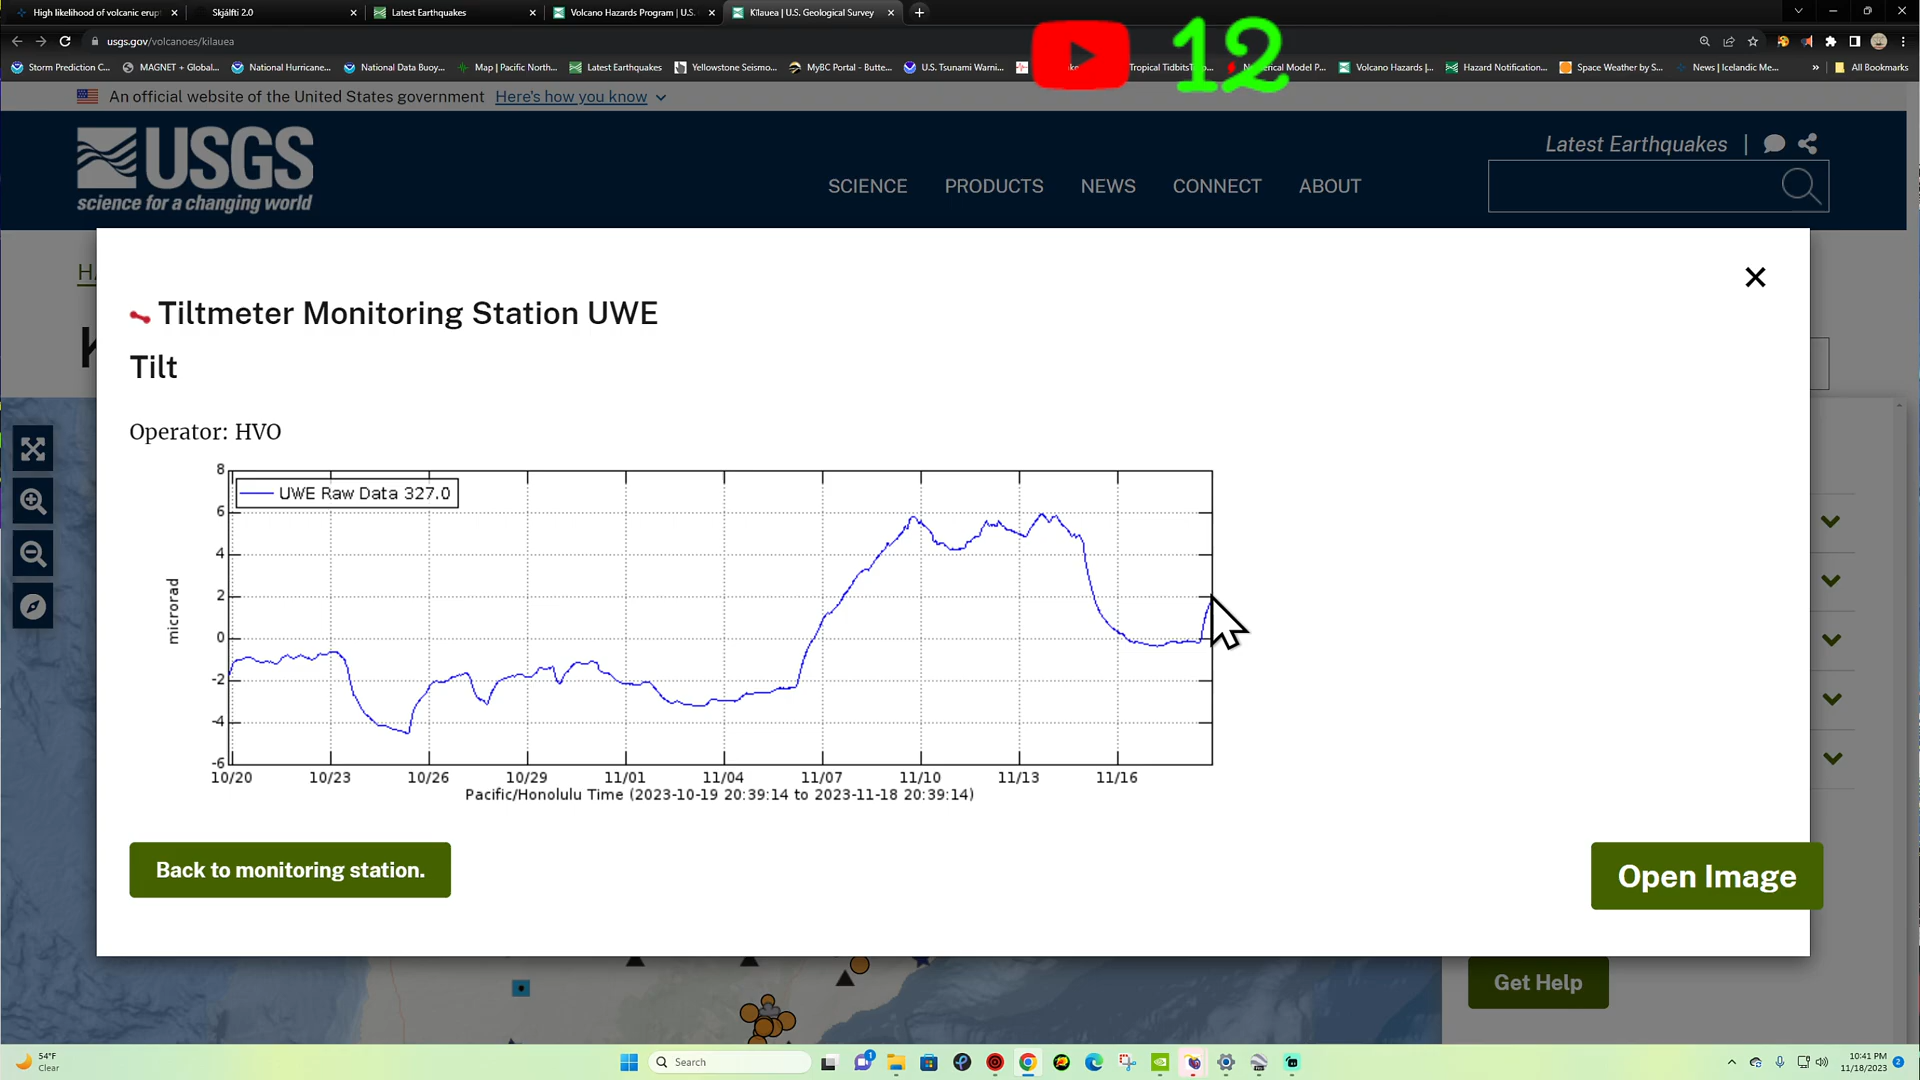 High likelihood of volcanic erupt
Skjálfti 2.0
Latest Earthquakes
Volcano Hazards Program | U.S.
Kīlauea | U.S. Geological Survey
usgs.gov/volcanoes/kilauea
Storm Prediction C...
MAGNET + Global...
National Hurricane...
National Data Buoy...
Map | Pacific North...
Latest Earthquakes
Yellowstone Seismo...
MyBC Portal - Butte...
U.S. Tsunami Warni...
Tropical TidbitsTrop...
Numerical Model P...
Volcano Hazards |...
Hazard Notification...
Space Weather by S...
News | Icelandic Me...
»
All Bookmarks
12
An official website of the United States government Here's how you know
USGS
science for a changing world
Latest Earthquakes |
SCIENCE PRODUCTS NEWS CONNECT ABOUT
Tiltmeter Monitoring Station UWE
Tilt
Operator: HVO
UWE Raw Data 327.0
8
6
4
2
0
-2
-4
-6
microrad
10/20 10/23 10/26 10/29 11/01 11/04 11/07 11/10 11/13 11/16
Pacific/Honolulu Time (2023-10-19 20:39:14 to 2023-11-18 20:39:14)
Back to monitoring station.
Open Image
Get Help
54°F
Clear
Search
1
10:41 PM
11/18/2023
2